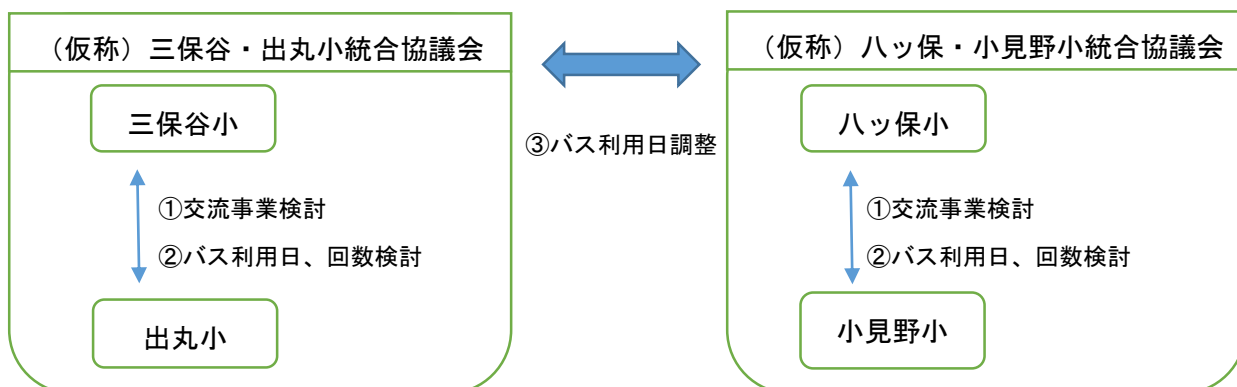 （仮称）三保谷・出丸小統合協議会
三保谷小
①交流事業検討
②バス利用日、回数検討
出丸小
③バス利用日調整
（仮称）八ッ保・小見野小統合協議会
八ッ保小
①交流事業検討
②バス利用日、回数検討
小見野小